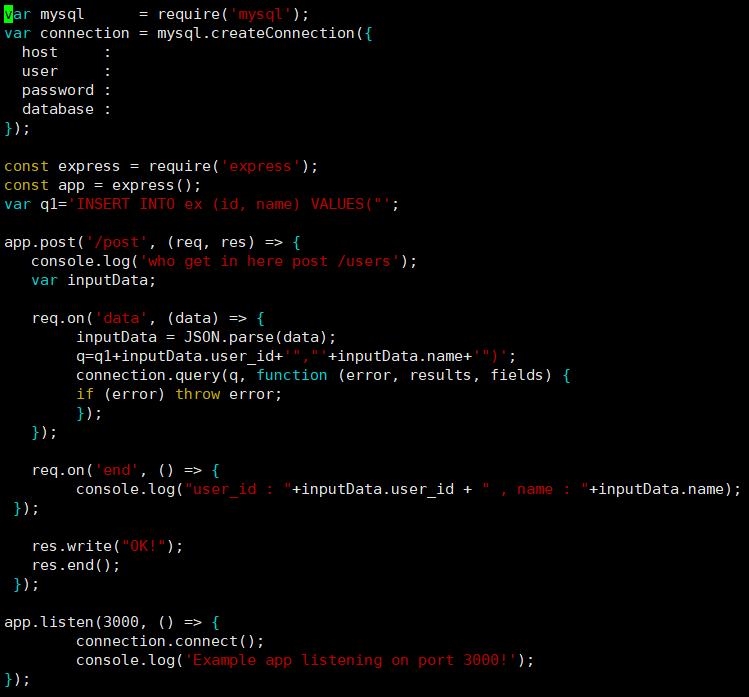 var mysql      = require('mysql');
var connection = mysql.createConnection({
  host     :
  user     :
  password :
  database :
});

const express = require('express');
const app = express();
var q1='INSERT INTO ex (id, name) VALUES("';

app.post('/post', (req, res) => {
   console.log('who get in here post /users');
   var inputData;

   req.on('data', (data) => {
        inputData = JSON.parse(data);
        q=q1+inputData.user_id+'","'+inputData.name+'")';
        connection.query(q, function (error, results, fields) {
        if (error) throw error;
        });
   });

   req.on('end', () => {
        console.log("user_id : "+inputData.user_id + " , name : "+inputData.name);
 });

   res.write("OK!");
   res.end();
 });

app.listen(3000, () => {
        connection.connect();
        console.log('Example app listening on port 3000!');
});